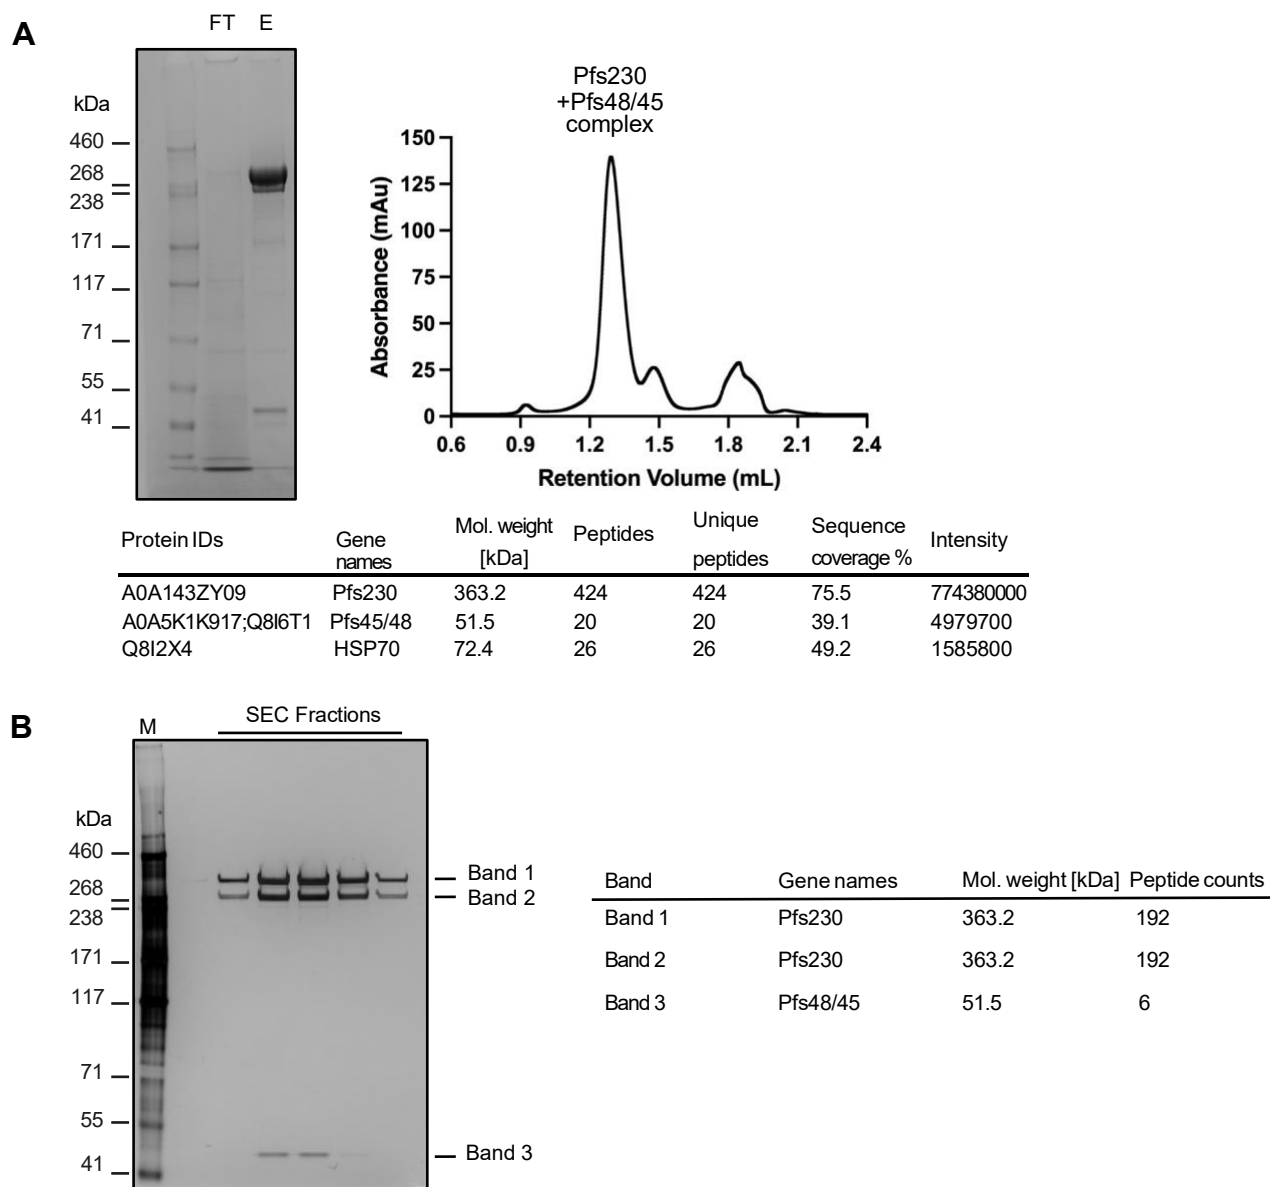 A
FT E
kDa
460
268
238
171
117
71
55
41
Pfs230
+Pfs48/45
complex
150
125
100
75
50
25
0
Absorbance (mAu)
0.6 0.9 1.2 1.5 1.8 2.1 2.4
Retention Volume (mL)
Protein IDs Gene names Mol. weight [kDa] Peptides Unique peptides Sequence coverage % Intensity
A0A143ZY09 Pfs230 363.2 424 424 75.5 774380000
A0A5K1K917;Q8I6T1 Pfs45/48 51.5 20 20 39.1 4979700
Q8I2X4 HSP70 72.4 26 26 49.2 1585800
B
M SEC Fractions
kDa
460
268
238
171
117
71
55
41
Band 1
Band 2
Band 3
Band Gene names Mol. weight [kDa] Peptide counts
Band 1 Pfs230 363.2 192
Band 2 Pfs230 363.2 192
Band 3 Pfs48/45 51.5 6